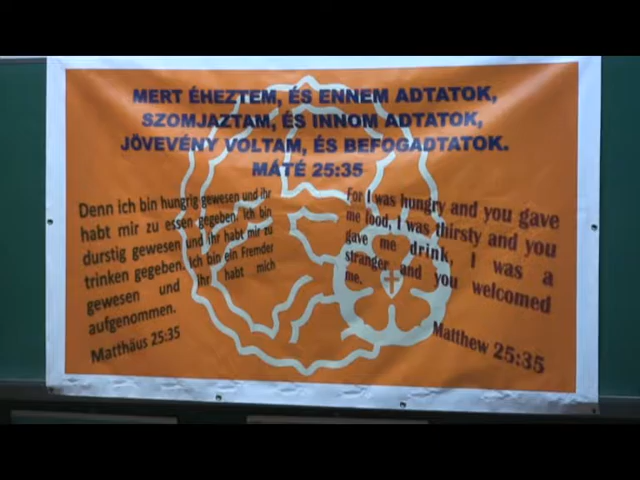 MERT ÉHEZTEM, ÉS ENNEM ADTATOK,
SZOMJAZTAM, ÉS INNOM ADTATOK,
JÖVEVÉNY VOLTAM, ÉS BEFOGADTATOK.
MÁTÉ 25:35
Denn ich bin hungrig gewesen und ihr
habt mir zu essen gegeben. Ich bin
durstig gewesen und ihr habt mir zu
trinken gegeben. Ich bin ein Fremder
gewesen und ihr habt mich
aufgenommen.
Matthäus 25:35
For I was hungry and you gave
me food, I was thirsty and you
gave me drink, I was a
stranger and you welcomed
me.
Matthew 25:35